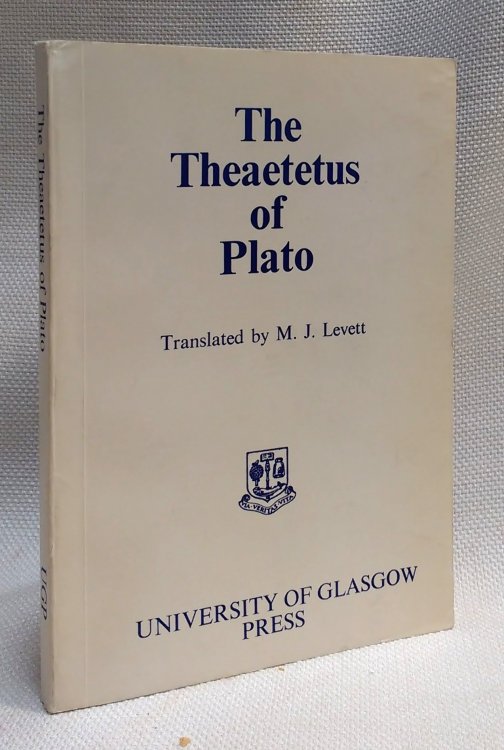 The
Theaetetus
of
Plato
Translated by M. J. Levett
VIA·VERITAS·VITA
UNIVERSITY OF GLASGOW
PRESS
The Theaetetus of Plato
UGP